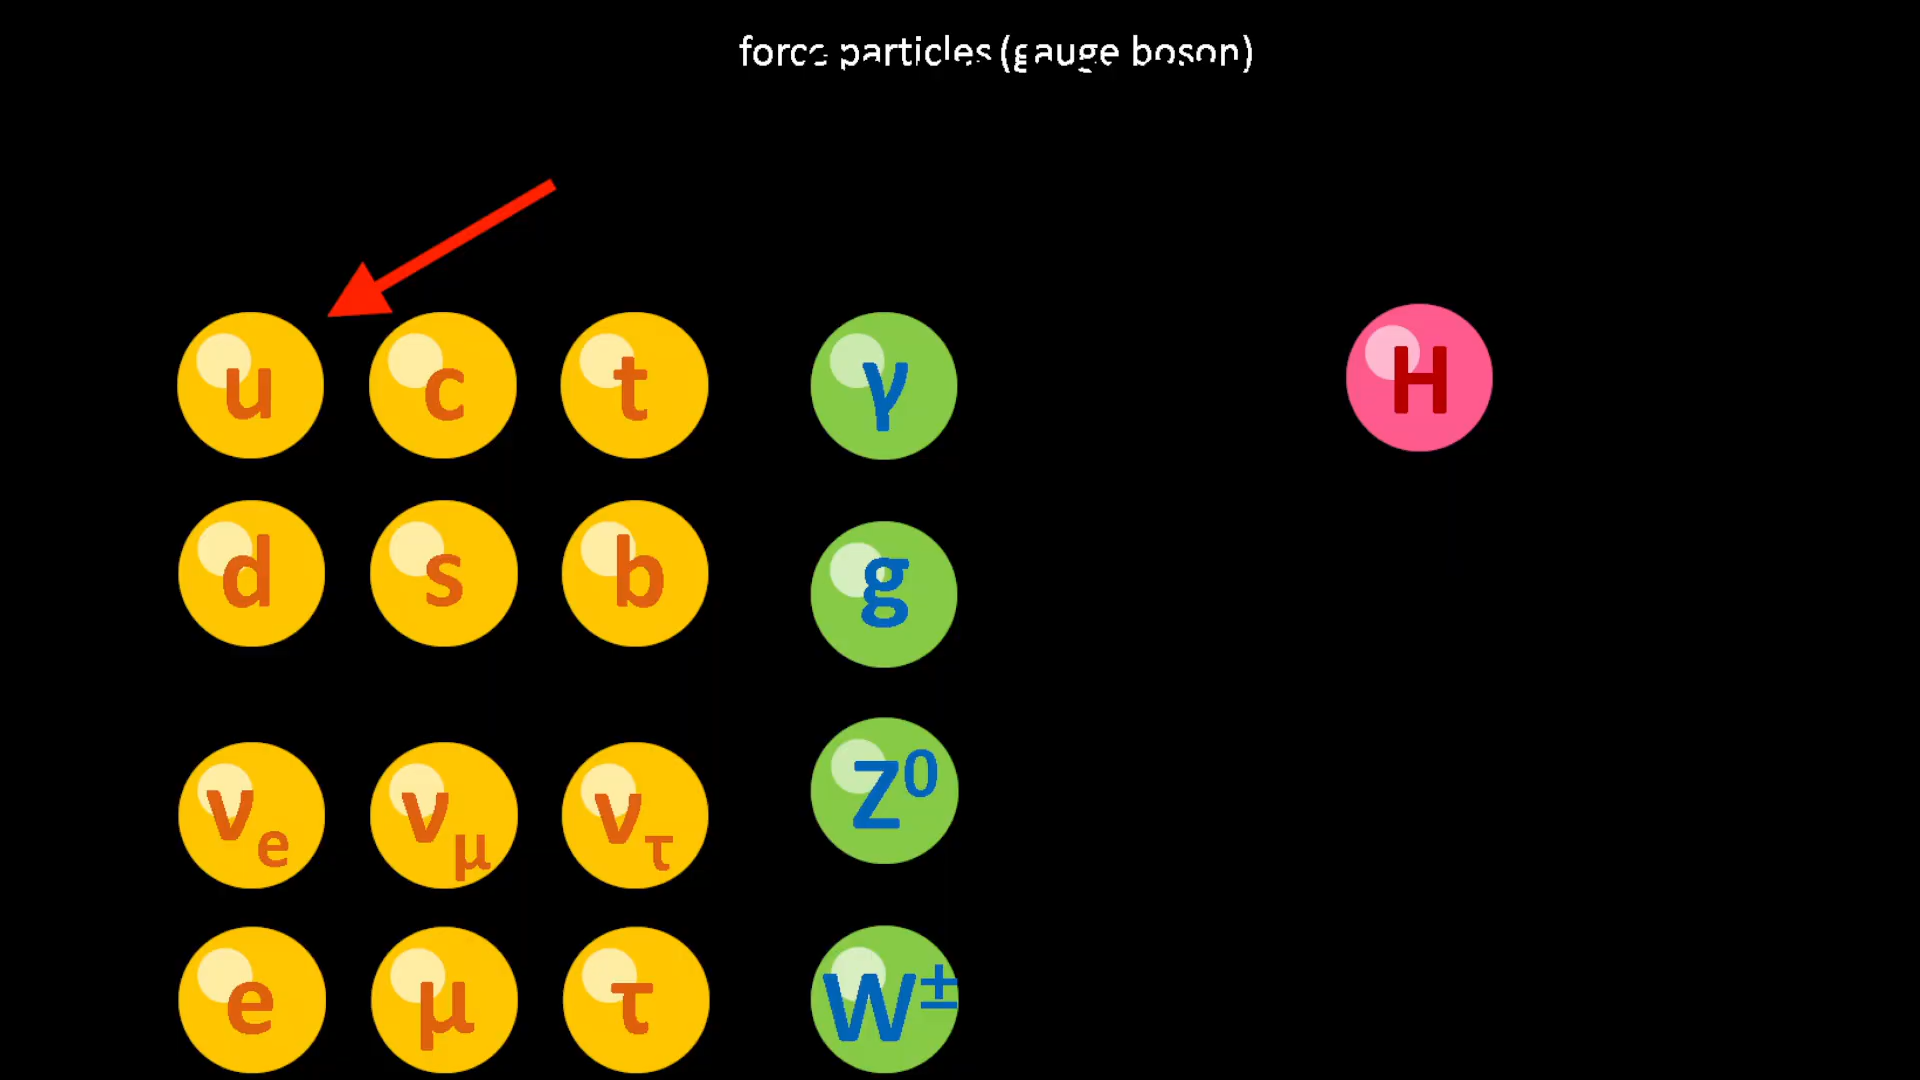 force particles (gauge boson)
u c t γ H
d s b g
νe νμ ντ Z⁰
e μ τ W±